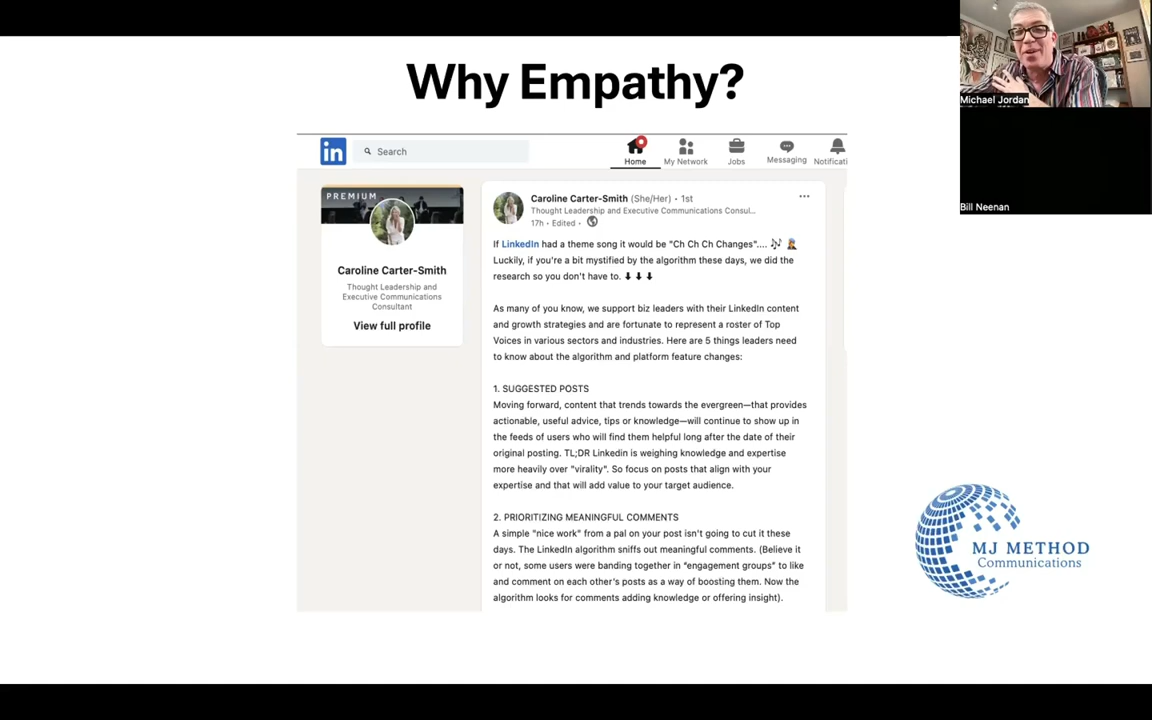 Why Empathy?
Michael Jordan
Bill Neenan
in
Search
Home
My Network
Jobs
Messaging
Notificati
PREMIUM
Caroline Carter-Smith
Thought Leadership and
Executive Communications
Consultant
View full profile
Caroline Carter-Smith (She/Her) • 1st
Thought Leadership and Executive Communications Consul...
17h • Edited •
If LinkedIn had a theme song it would be "Ch Ch Ch Changes"....
Luckily, if you're a bit mystified by the algorithm these days, we did the
research so you don't have to.
As many of you know, we support biz leaders with their LinkedIn content
and growth strategies and are fortunate to represent a roster of Top
Voices in various sectors and industries. Here are 5 things leaders need
to know about the algorithm and platform feature changes:
1. SUGGESTED POSTS
Moving forward, content that trends towards the evergreen—that provides
actionable, useful advice, tips or knowledge—will continue to show up in
the feeds of users who will find them helpful long after the date of their
original posting. TL;DR Linkedin is weighing knowledge and expertise
more heavily over "virality". So focus on posts that align with your
expertise and that will add value to your target audience.
2. PRIORITIZING MEANINGFUL COMMENTS
A simple "nice work" from a pal on your post isn't going to cut it these
days. The LinkedIn algorithm sniffs out meaningful comments. (Believe it
or not, some users were banding together in "engagement groups" to like
and comment on each other's posts as a way of boosting them. Now the
algorithm looks for comments adding knowledge or offering insight).
MJ METHOD
Communications